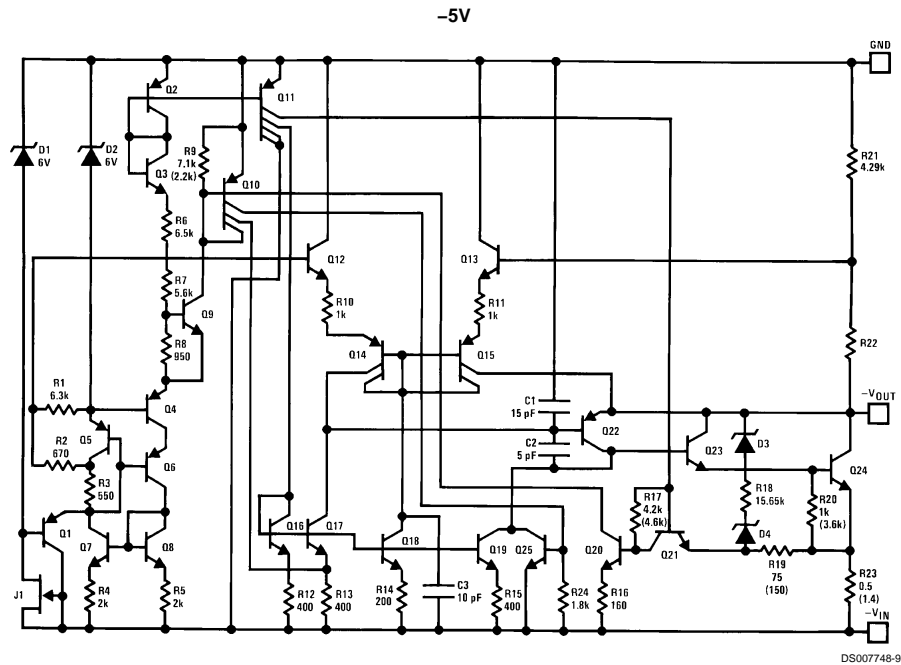 −5V
GND
Q2
Q11
D1
6V
D2
6V
Q3
R9
7.1k
(2.2k)
Q10
R21
4.29k
R6
6.5k
Q12
Q13
R7
5.6k
Q9
R10
1k
R11
1k
R8
950
Q14
Q15
R22
R1
6.3k
Q4
C1
15 pF
−VOUT
Q5
Q22
R2
670
Q6
C2
5 pF
Q23
D3
Q24
R3
550
R17
4.2k
(4.6k)
R18
15.65k
R20
1k
(3.6k)
Q1
Q7
Q8
Q16
Q17
Q18
Q19
Q25
Q20
Q21
D4
R19
75
(150)
J1
R4
2k
R5
2k
R12
400
R13
400
R14
200
C3
10 pF
R15
400
R24
1.8k
R16
160
R23
0.5
(1.4)
−VIN
DS007748-9